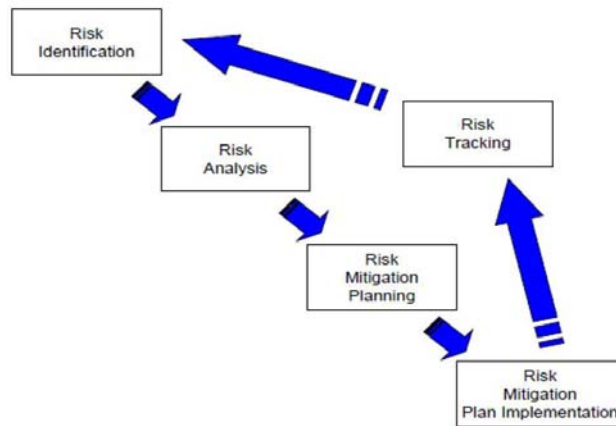 Risk
Identification
Risk
Tracking
Risk
Analysis
Risk
Mitigation
Planning
Risk
Mitigation
Plan Implementation